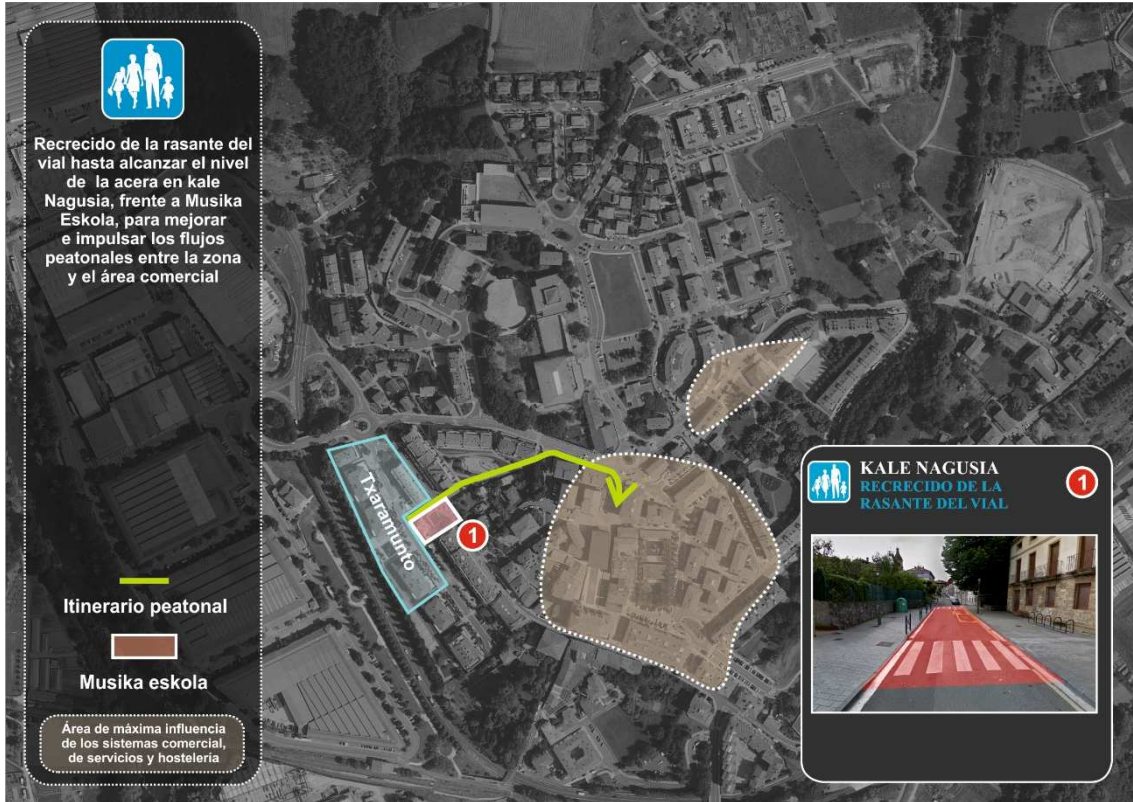 Recrecido de la rasante del
vial hasta alcanzar el nivel
de la acera en kale
Nagusia, frente a Musika
Eskola, para mejorar
e impulsar los flujos
peatonales entre la zona
y el área comercial
Itinerario peatonal
Musika eskola
Área de máxima influencia
de los sistemas comercial,
de servicios y hostelería
Txaramunto
1
KALE NAGUSIA
RECRECIDO DE LA
RASANTE DEL VIAL
1